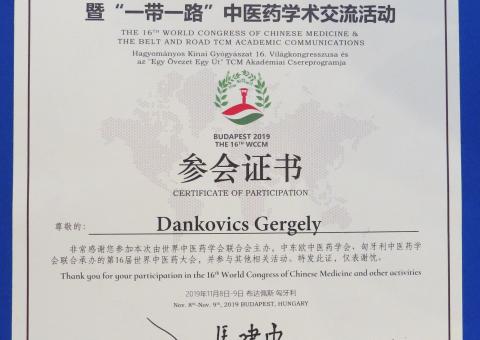 暨“一带一路”中医药学术交流活动
THE 16TH WORLD CONGRESS OF CHINESE MEDICINE &
THE BELT AND ROAD TCM ACADEMIC COMMUNICATIONS
Hagyományos Kínai Gyógyászat 16. Világkongresszusa és
az "Egy Övezet Egy Út" TCM Akadémiai Csereprogramja
BUDAPEST 2019
THE 16TH WCCM
参会证书
CERTIFICATE OF PARTICIPATION
尊敬的: Dankovics Gergely
非常感谢您参加本次由世界中医药学会联合会主办，中东欧中医药学会，匈牙利中医药学
会联合承办的第16届世界中医药大会，并参与其他相关活动。特发此证，仪表谢忱。
Thank you for your participation in the 16th World Congress of Chinese Medicine and other activities
2019年11月8日-9日 布达佩斯·匈牙利
Nov. 8th-Nov. 9th, 2019 BUDAPEST, HUNGARY